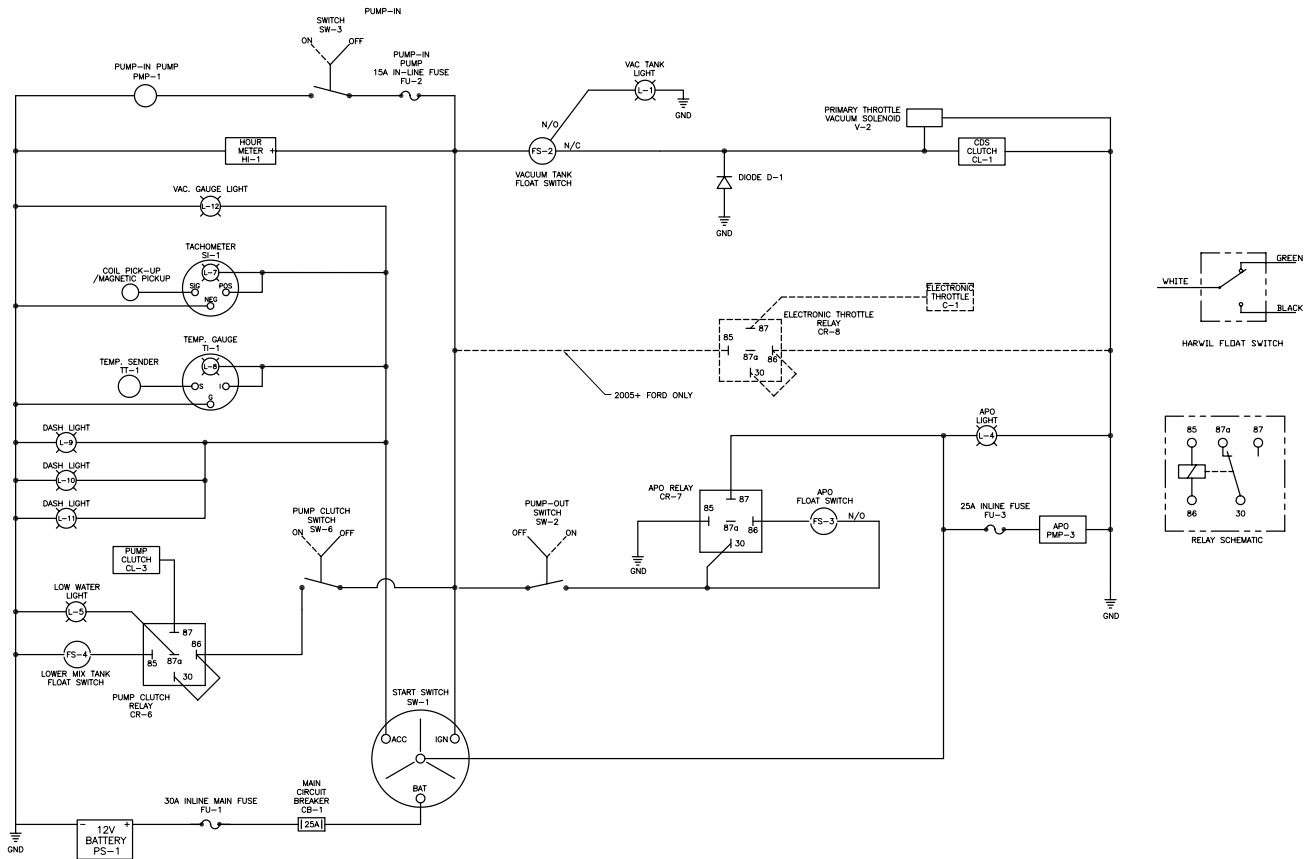 SWITCH
SW-3
PUMP-IN
ON
OFF
PUMP-IN PUMP
PMP-1
PUMP-IN
PUMP
15A IN-LINE FUSE
FU-2
VAC TANK
LIGHT
L-1
GND
N/O
N/C
FS-2
VACUUM TANK
FLOAT SWITCH
PRIMARY THROTTLE
VACUUM SOLENOID
V-2
CDS
CLUTCH
CL-1
HOUR
METER +
HI-1
DIODE D-1
GND
VAC. GAUGE LIGHT
L-12
TACHOMETER
SI-1
L-7
SIG
POS
NEG
COIL PICK-UP
/MAGNETIC PICKUP
TEMP. GAUGE
TI-1
L-8
S
I
G
TEMP. SENDER
TT-1
ELECTRONIC
THROTTLE
C-1
ELECTRONIC THROTTLE
RELAY
CR-8
85
87
87a
86
30
2005+ FORD ONLY
WHITE
GREEN
BLACK
HARWIL FLOAT SWITCH
DASH LIGHT
L-9
DASH LIGHT
L-10
DASH LIGHT
L-11
APO
LIGHT
L-4
85
87a
87
86
30
RELAY SCHEMATIC
PUMP CLUTCH
SWITCH
SW-6
ON
OFF
PUMP-OUT
SWITCH
SW-2
OFF
ON
APO RELAY
CR-7
85
87
87a
86
30
GND
APO
FLOAT SWITCH
FS-3
N/O
25A INLINE FUSE
FU-3
APO
PMP-3
GND
PUMP
CLUTCH
CL-3
LOW WATER
LIGHT
L-5
FS-4
LOWER MIX TANK
FLOAT SWITCH
87
86
85
87a
30
PUMP CLUTCH
RELAY
CR-6
START SWITCH
SW-1
ACC
IGN
BAT
30A INLINE MAIN FUSE
FU-1
MAIN
CIRCUIT
BREAKER
CB-1
25A
- +
12V
BATTERY
PS-1
GND